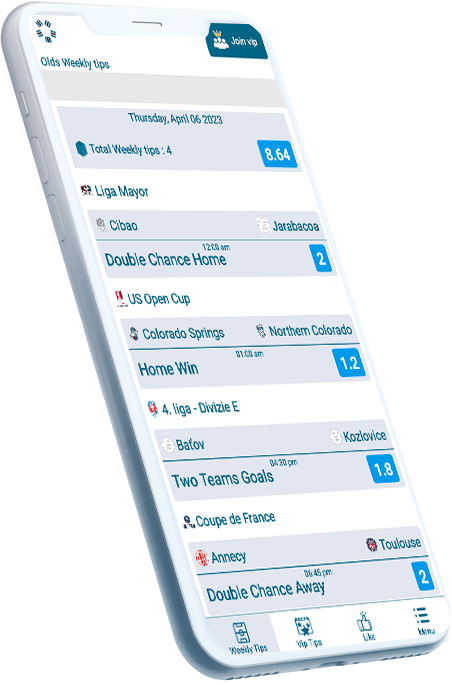 Join vip
Olds Weekly tips
Thursday, April 06 2023
Total Weekly tips : 4
8.64
Liga Mayor
Cibao
Jarabacoa
12:00 am
Double Chance Home
2
US Open Cup
Colorado Springs
Northern Colorado
01:00 am
Home Win
1.2
4. liga - Divizie E
Baťov
Kozlovice
04:30 pm
Two Teams Goals
1.8
Coupe de France
Annecy
Toulouse
06:45 pm
Double Chance Away
2
Weekly Tips
Vip Tips
Like
Menu